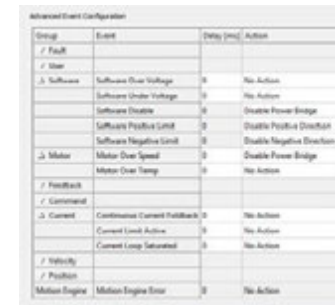 Advanced Event Configuration
Group Event Delay [ms] Action
Fault
User
Software Software Over Voltage 0 No Action
Software Under Voltage 0 No Action
Software Disable 0 Disable Power Bridge
Software Positive Limit 0 Disable Positive Direction
Software Negative Limit 0 Disable Negative Direction
Motor Motor Over Speed 0 Disable Power Bridge
Motor Over Temp 0 No Action
Feedback
Command
Current Continuous Current Foldback 0 No Action
Current Limit Active 0 No Action
Current Loop Saturated 0 No Action
Velocity
Position
Motion Engine Motion Engine Error 0 No Action